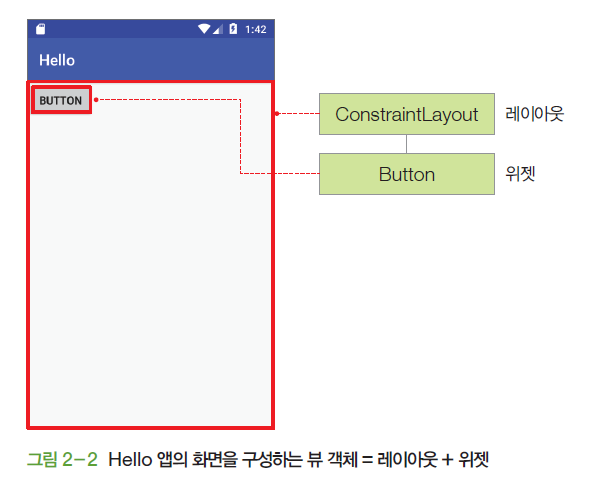 1:42
Hello
BUTTON
ConstraintLayout 레이아웃
Button 위젯
그림 2-2 Hello 앱의 화면을 구성하는 뷰 객체 = 레이아웃 + 위젯